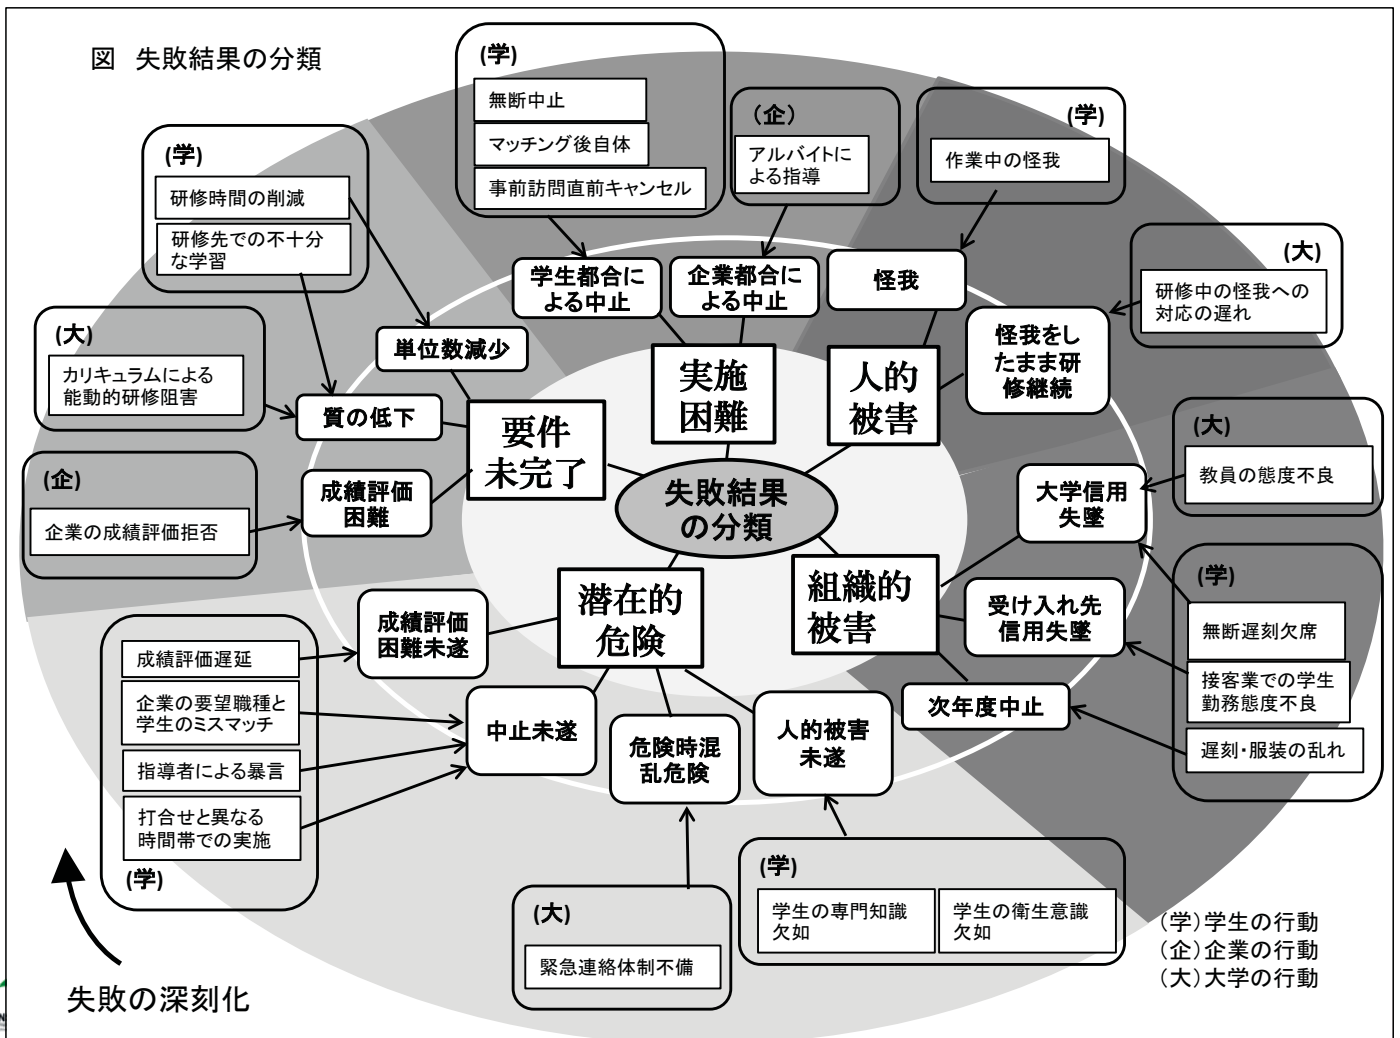 図　失敗結果の分類
(学)
無断中止
マッチング後自体
事前訪問直前キャンセル
（企）
アルバイトに
よる指導
(学)
作業中の怪我
(学)
研修時間の削減
研修先での不十分
な学習
(大)
研修中の怪我への
対応の遅れ
学生都合に
よる中止
企業都合に
よる中止
怪我
怪我をし
たまま研
修継続
(大)
カリキュラムによる
能動的研修阻害
単位数減少
質の低下
成績評価
困難
(企)
企業の成績評価拒否
要件
未完了
実施
困難
人的
被害
失敗結果
の分類
(大)
教員の態度不良
大学信用
失墜
受け入れ先
信用失墜
次年度中止
組織的
被害
(学)
無断遅刻欠席
接客業での学生
勤務態度不良
遅刻・服装の乱れ
潜在的
危険
成績評価
困難未遂
中止未遂
危険時混
乱危険
人的被害
未遂
成績評価遅延
企業の要望職種と
学生のミスマッチ
指導者による暴言
打合せと異なる
時間帯での実施
(学)
(大)
緊急連絡体制不備
(学)
学生の専門知識
欠如
学生の衛生意識
欠如
失敗の深刻化
（学）学生の行動
（企）企業の行動
（大）大学の行動